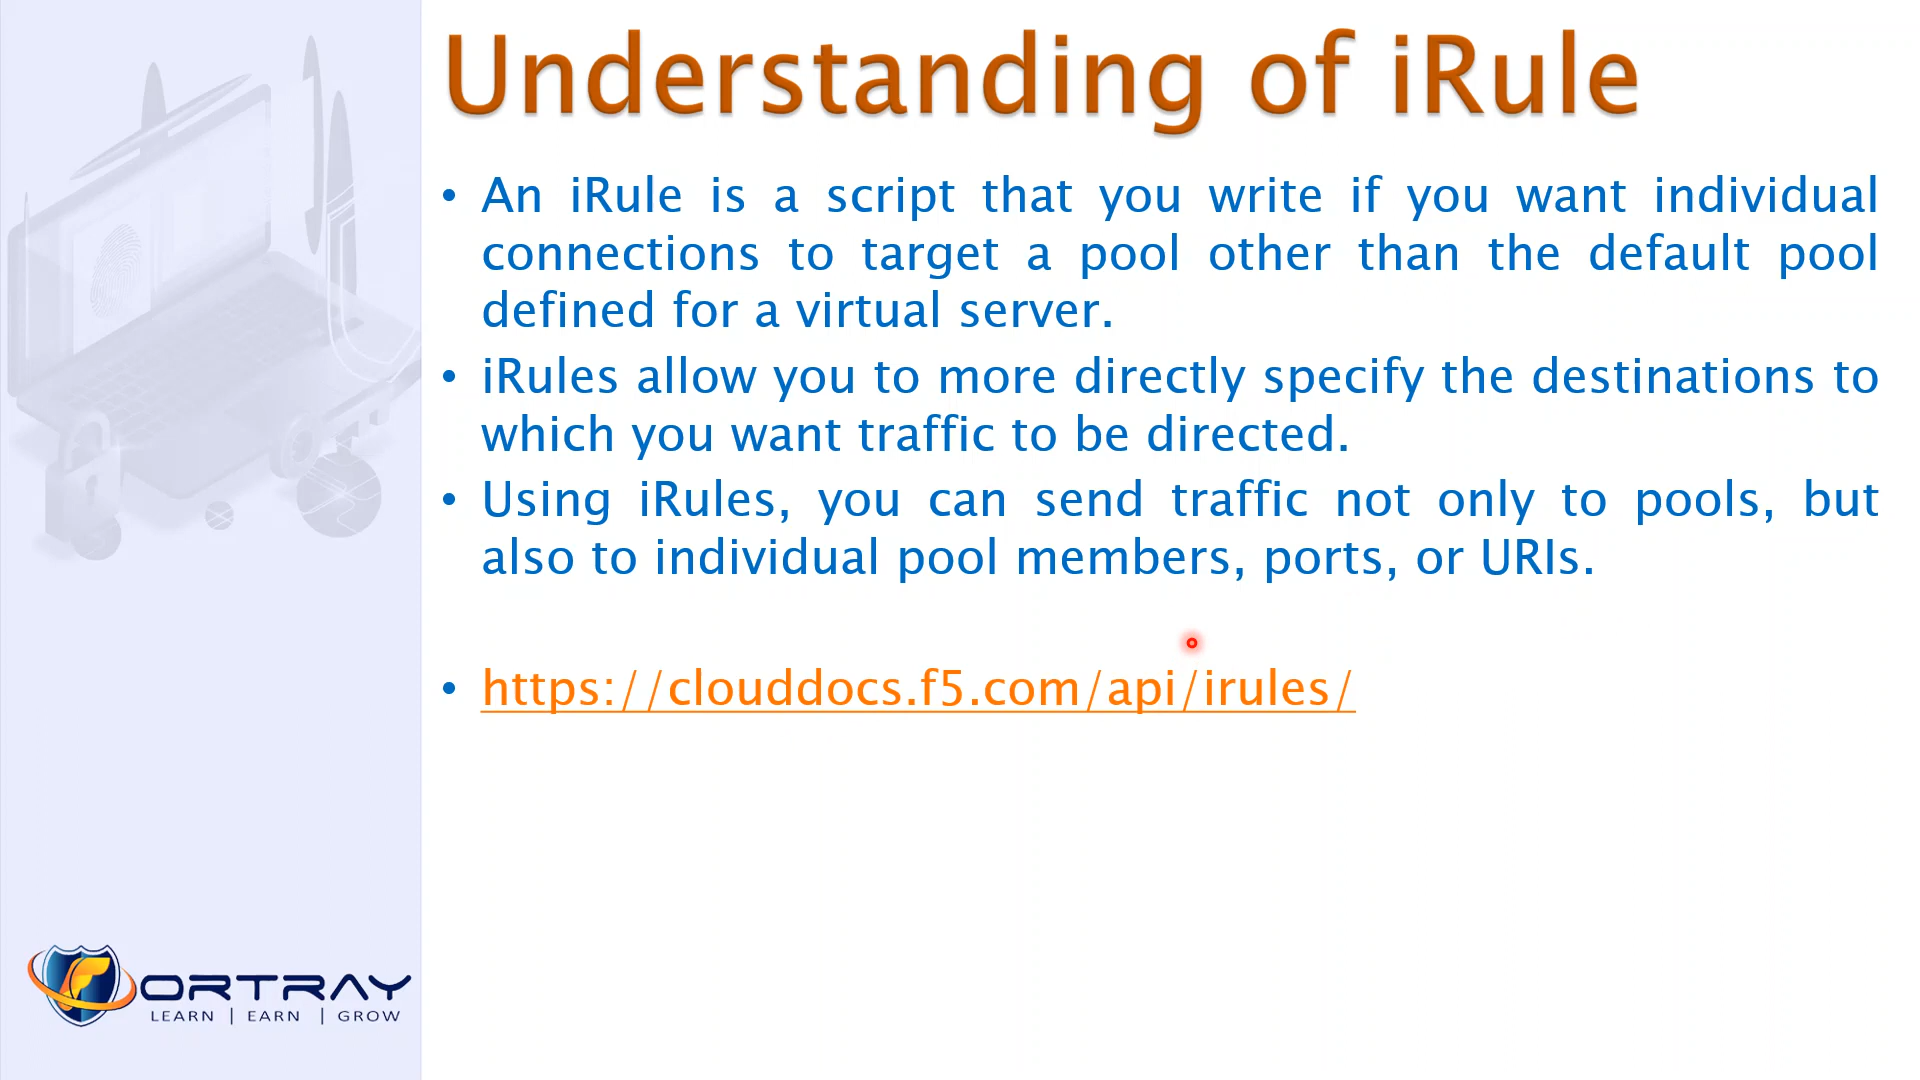 Understanding of iRule
• An iRule is a script that you write if you want individual
connections to target a pool other than the default pool
defined for a virtual server.
• iRules allow you to more directly specify the destinations to
which you want traffic to be directed.
• Using iRules, you can send traffic not only to pools, but
also to individual pool members, ports, or URIs.
• https://clouddocs.f5.com/api/irules/
FORTRAY
LEARN | EARN | GROW